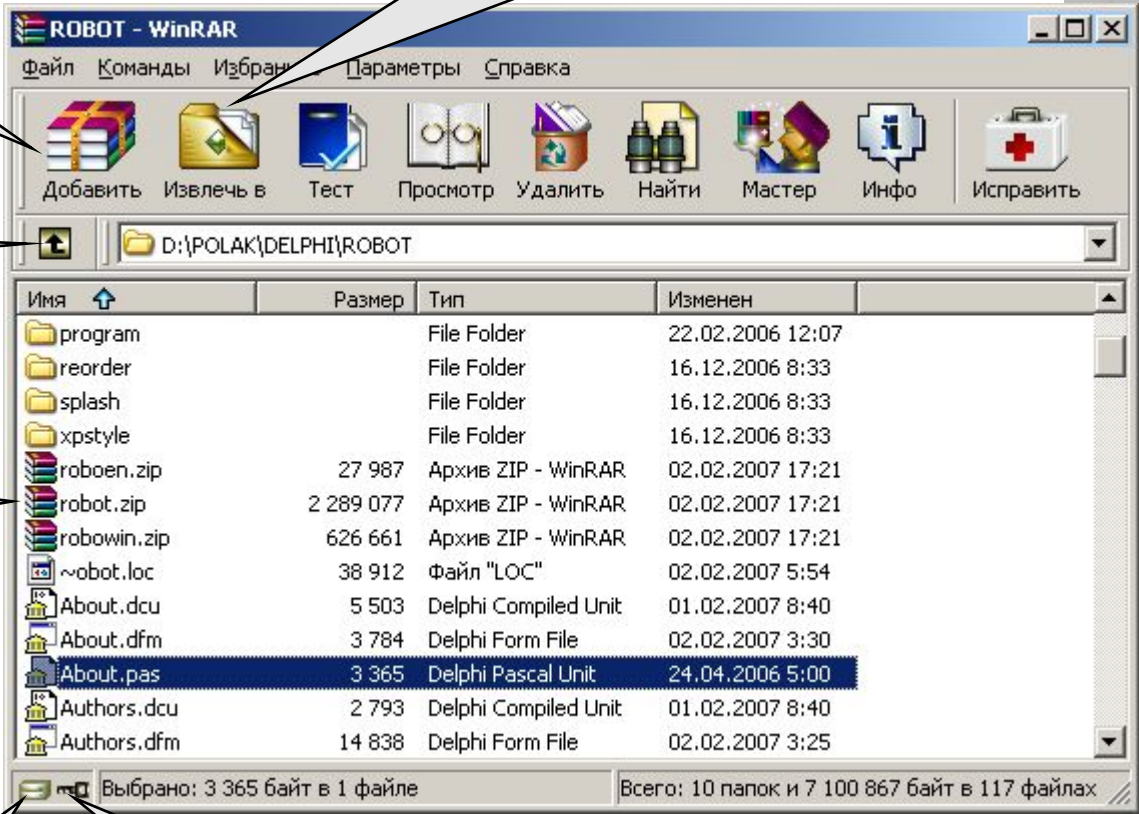 ROBOT - WinRAR
Файл Команды Параметры Справка
Добавить Извлечь в Тест Просмотр Удалить Найти Мастер Инфо Исправить
D:\POLAK\DELPHI\ROBOT
Имя Размер Тип Изменен
program File Folder 22.02.2006 12:07
reorder File Folder 16.12.2006 8:33
splash File Folder 16.12.2006 8:33
xpstyle File Folder 16.12.2006 8:33
roboen.zip 27 987 Архив ZIP - WinRAR 02.02.2007 17:21
robot.zip 2 289 077 Архив ZIP - WinRAR 02.02.2007 17:21
robowin.zip 626 661 Архив ZIP - WinRAR 02.02.2007 17:21
~obot.loc 38 912 Файл "LOC" 02.02.2007 5:54
About.dcu 5 503 Delphi Compiled Unit 01.02.2007 8:40
About.dfm 3 784 Delphi Form File 02.02.2007 3:30
About.pas 3 365 Delphi Pascal Unit 24.04.2006 5:00
Authors.dcu 2 793 Delphi Compiled Unit 01.02.2007 8:40
Authors.dfm 14 838 Delphi Form File 02.02.2007 3:25
Выбрано: 3 365 байт в 1 файле Всего: 10 папок и 7 100 867 байт в 117 файлах